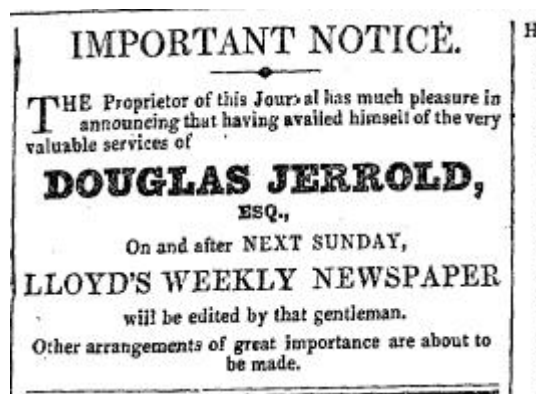 IMPORTANT NOTICE.
THE Proprietor of this Journal has much pleasure in
announcing that having availed himself of the very
valuable services of
DOUGLAS JERROLD,
ESQ.,
On and after NEXT SUNDAY,
LLOYD'S WEEKLY NEWSPAPER
will be edited by that gentleman.
Other arrangements of great importance are about to
be made.
H